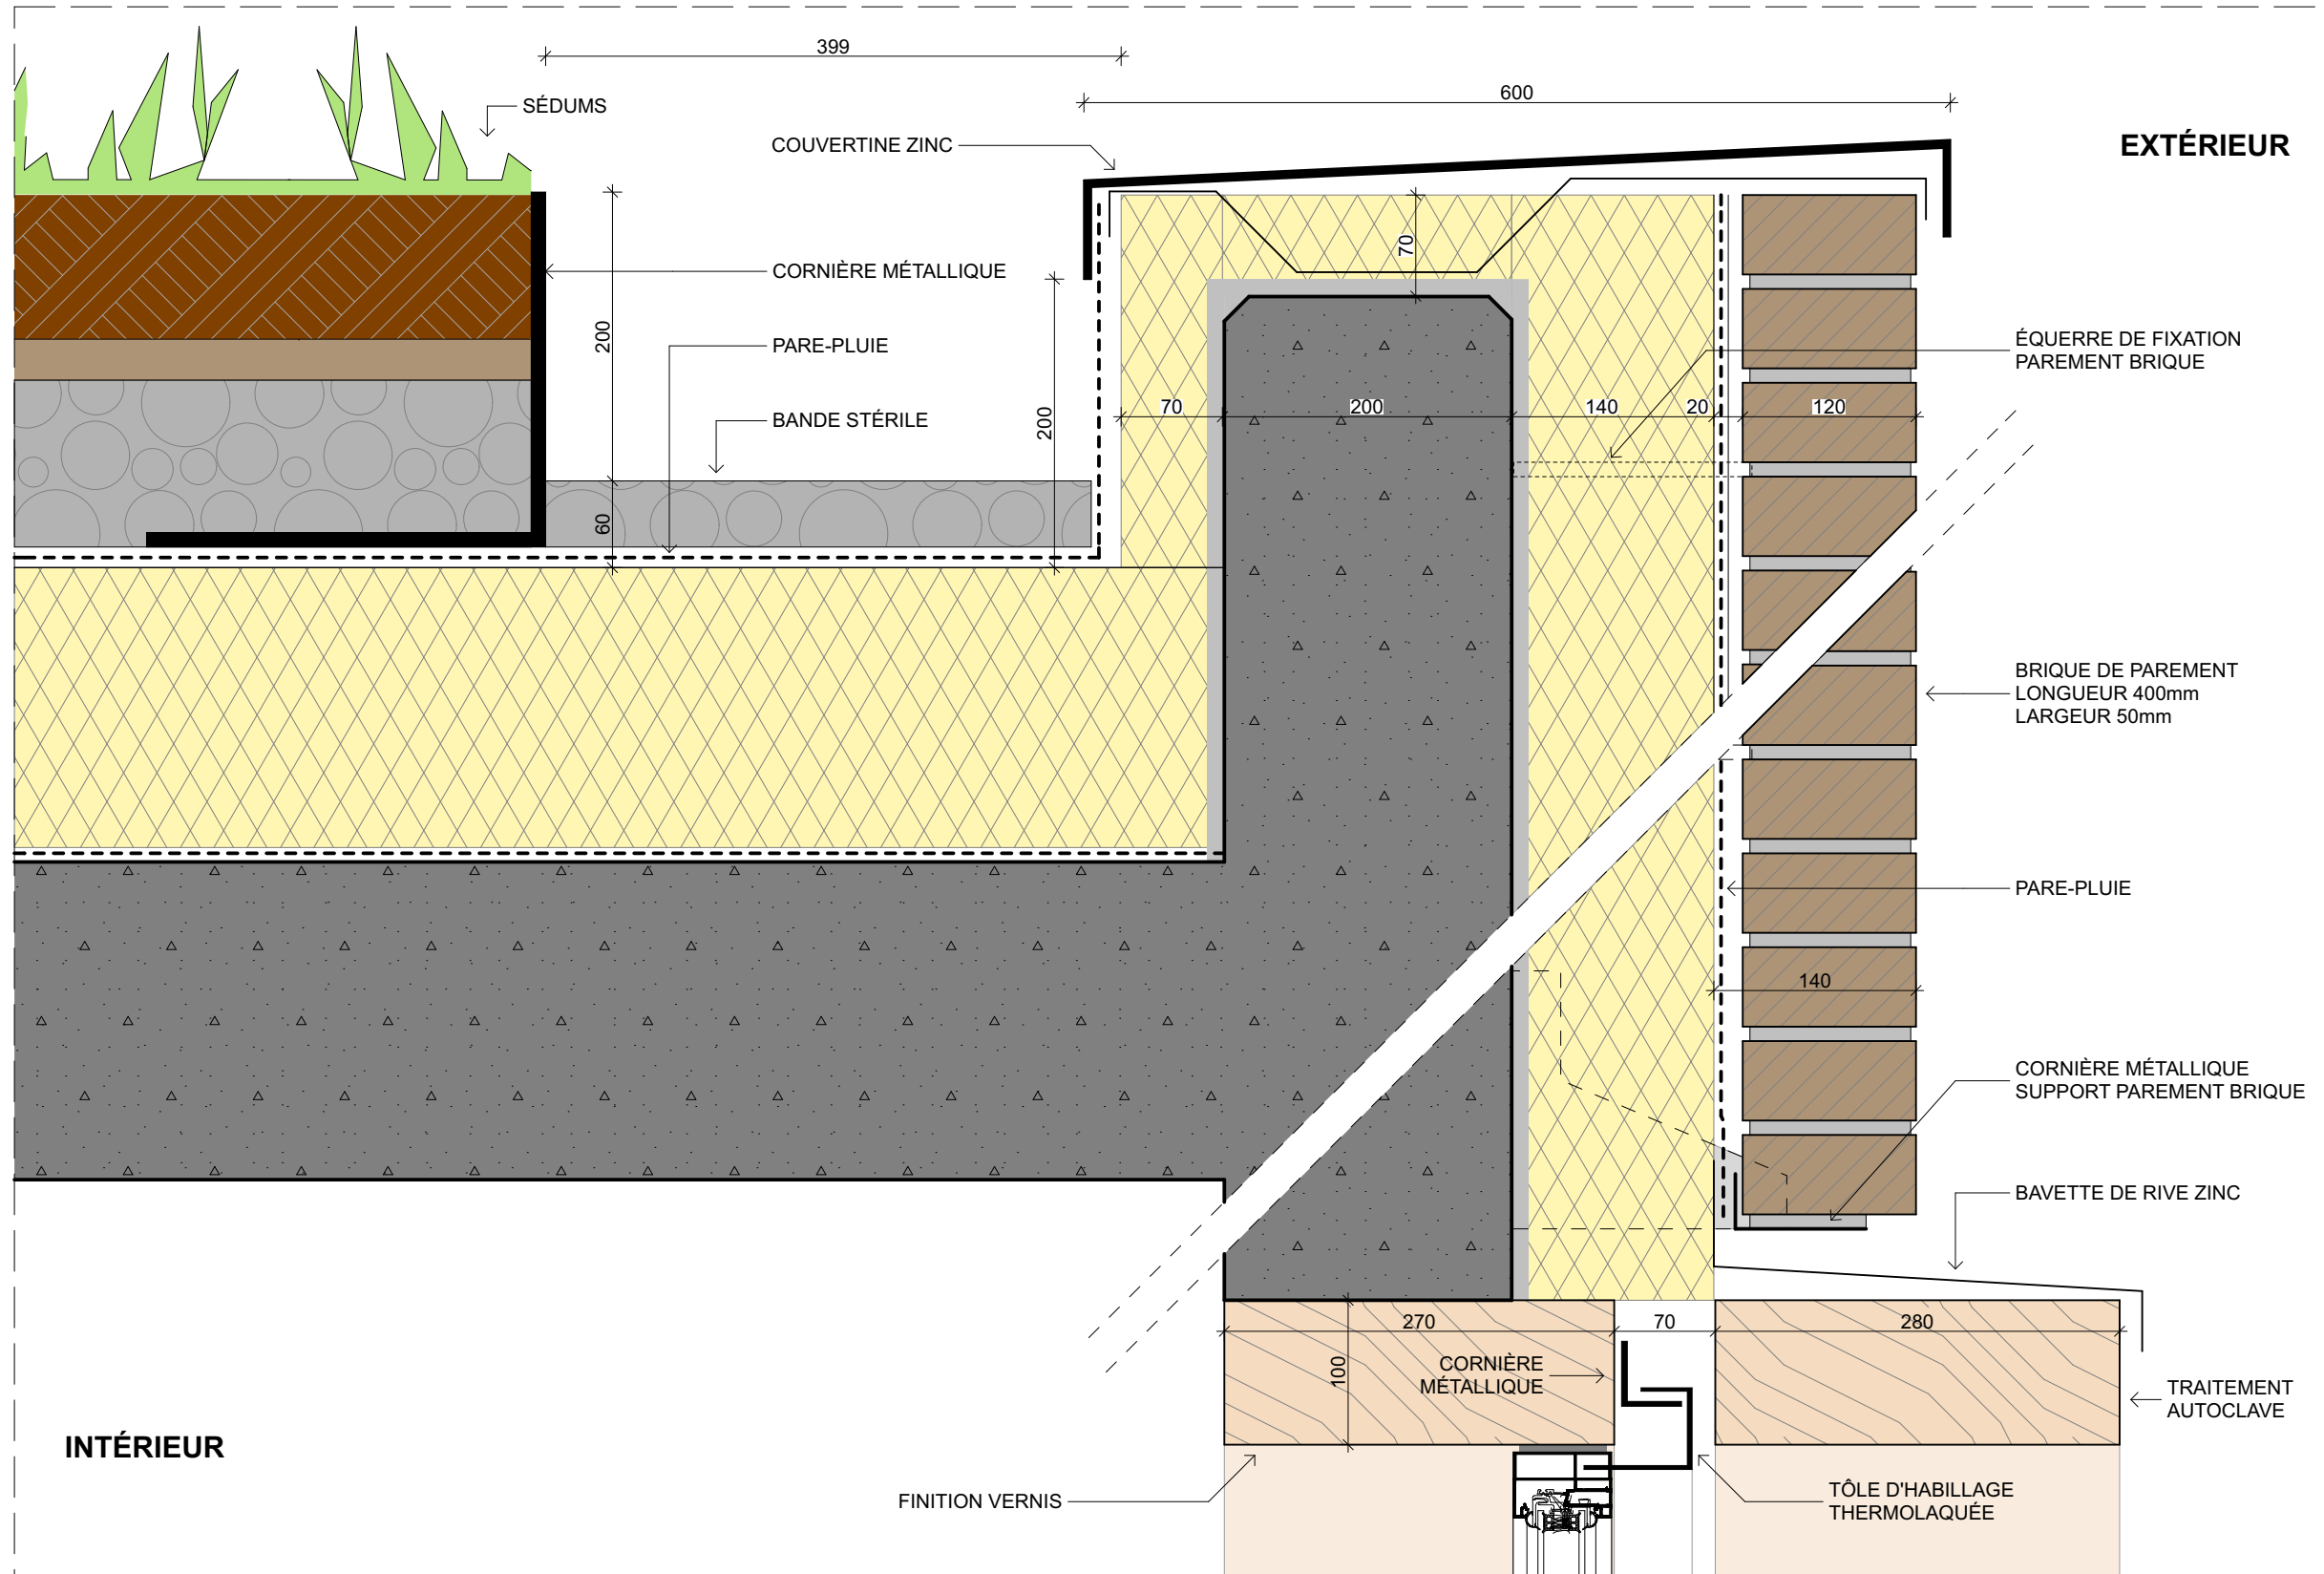 399
SÉDUMS
600
COUVERTINE ZINC
EXTÉRIEUR
70
CORNIÈRE MÉTALLIQUE
200
PARE-PLUIE
ÉQUERRE DE FIXATION
PAREMENT BRIQUE
BANDE STÉRILE
200
70
200
140
20
120
60
BRIQUE DE PAREMENT
LONGUEUR 400mm
LARGEUR 50mm
PARE-PLUIE
140
CORNIÈRE MÉTALLIQUE
SUPPORT PAREMENT BRIQUE
BAVETTE DE RIVE ZINC
270
70
280
100
CORNIÈRE
MÉTALLIQUE
TRAITEMENT
AUTOCLAVE
INTÉRIEUR
FINITION VERNIS
TÔLE D'HABILLAGE
THERMOLAQUÉE